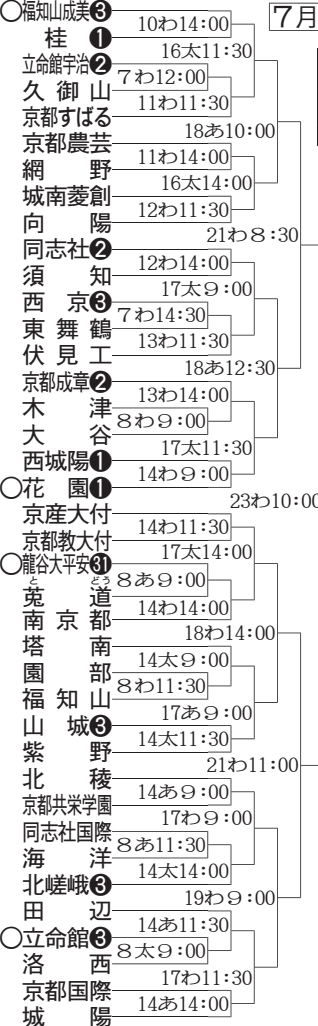 7月
○福知山成美❸
10わ14:00
桂❶
16太11:30
立命館宇治❷
7わ12:00
久御山
11わ11:30
京都すばる
18あ10:00
京都農芸
11わ14:00
網野
16太14:00
城南菱創
12わ11:30
向陽
21わ8:30
同志社❷
12わ14:00
須知
17太9:00
西京❸
7わ14:30
東舞鶴
13わ11:30
伏見工
18あ12:30
京都成章❷
13わ14:00
木津
8わ9:00
大谷
17太11:30
西城陽❶
14わ9:00
○花園❶
23わ10:00
京産大付
14わ11:30
京都教大付
17太14:00
○龍谷大平安㉛
8あ9:00
とどう
莵道
14わ14:00
南京都
18わ14:00
塔南
14太9:00
園部
8わ11:30
福知山
17あ9:00
山城❸
14太11:30
紫野
21わ11:00
北稜
14あ9:00
京都共栄学園
17わ9:00
同志社国際
8あ11:30
海洋
14太14:00
北嵯峨❸
19わ9:00
田辺
14あ11:30
○立命館❸
8太9:00
洛西
17わ11:30
京都国際
14あ14:00
城陽